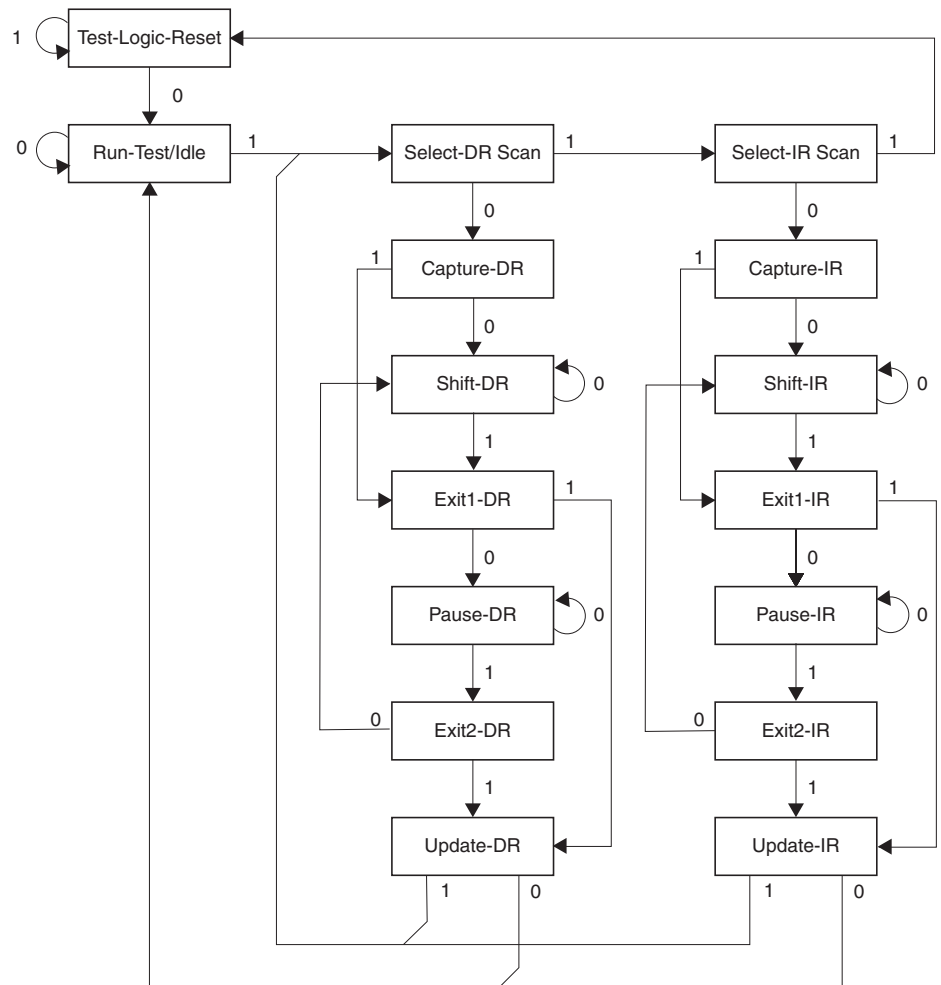 Test-Logic-Reset
1
0
Run-Test/Idle
0
1
Select-DR Scan
1
Select-IR Scan
1
0
0
Capture-DR
1
Capture-IR
1
0
0
Shift-DR
0
Shift-IR
0
1
1
Exit1-DR
1
Exit1-IR
1
0
0
Pause-DR
0
Pause-IR
0
1
1
Exit2-DR
0
Exit2-IR
0
1
1
Update-DR
Update-IR
1
0
1
0